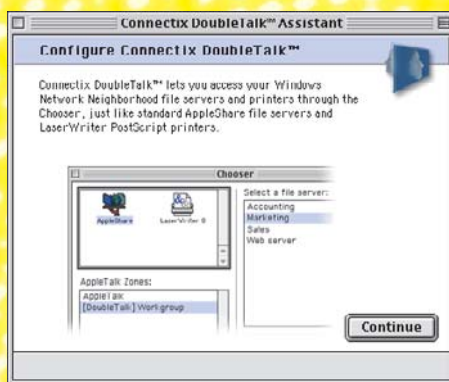 Connectix DoubleTalk™ Assistant
Configure Connectix DoubleTalk™
Connectix DoubleTalk™ lets you access your Windows
Network Neighborhood file servers and printers through the
Chooser, just like standard AppleShare file servers and
LaserWriter PostScript printers.
Chooser
AppleShare
LaserWriter 8
Select a file server:
Accounting
Marketing
Sales
Web server
AppleTalk Zones:
AppleTalk
[DoubleTalk] Workgroup
Continue